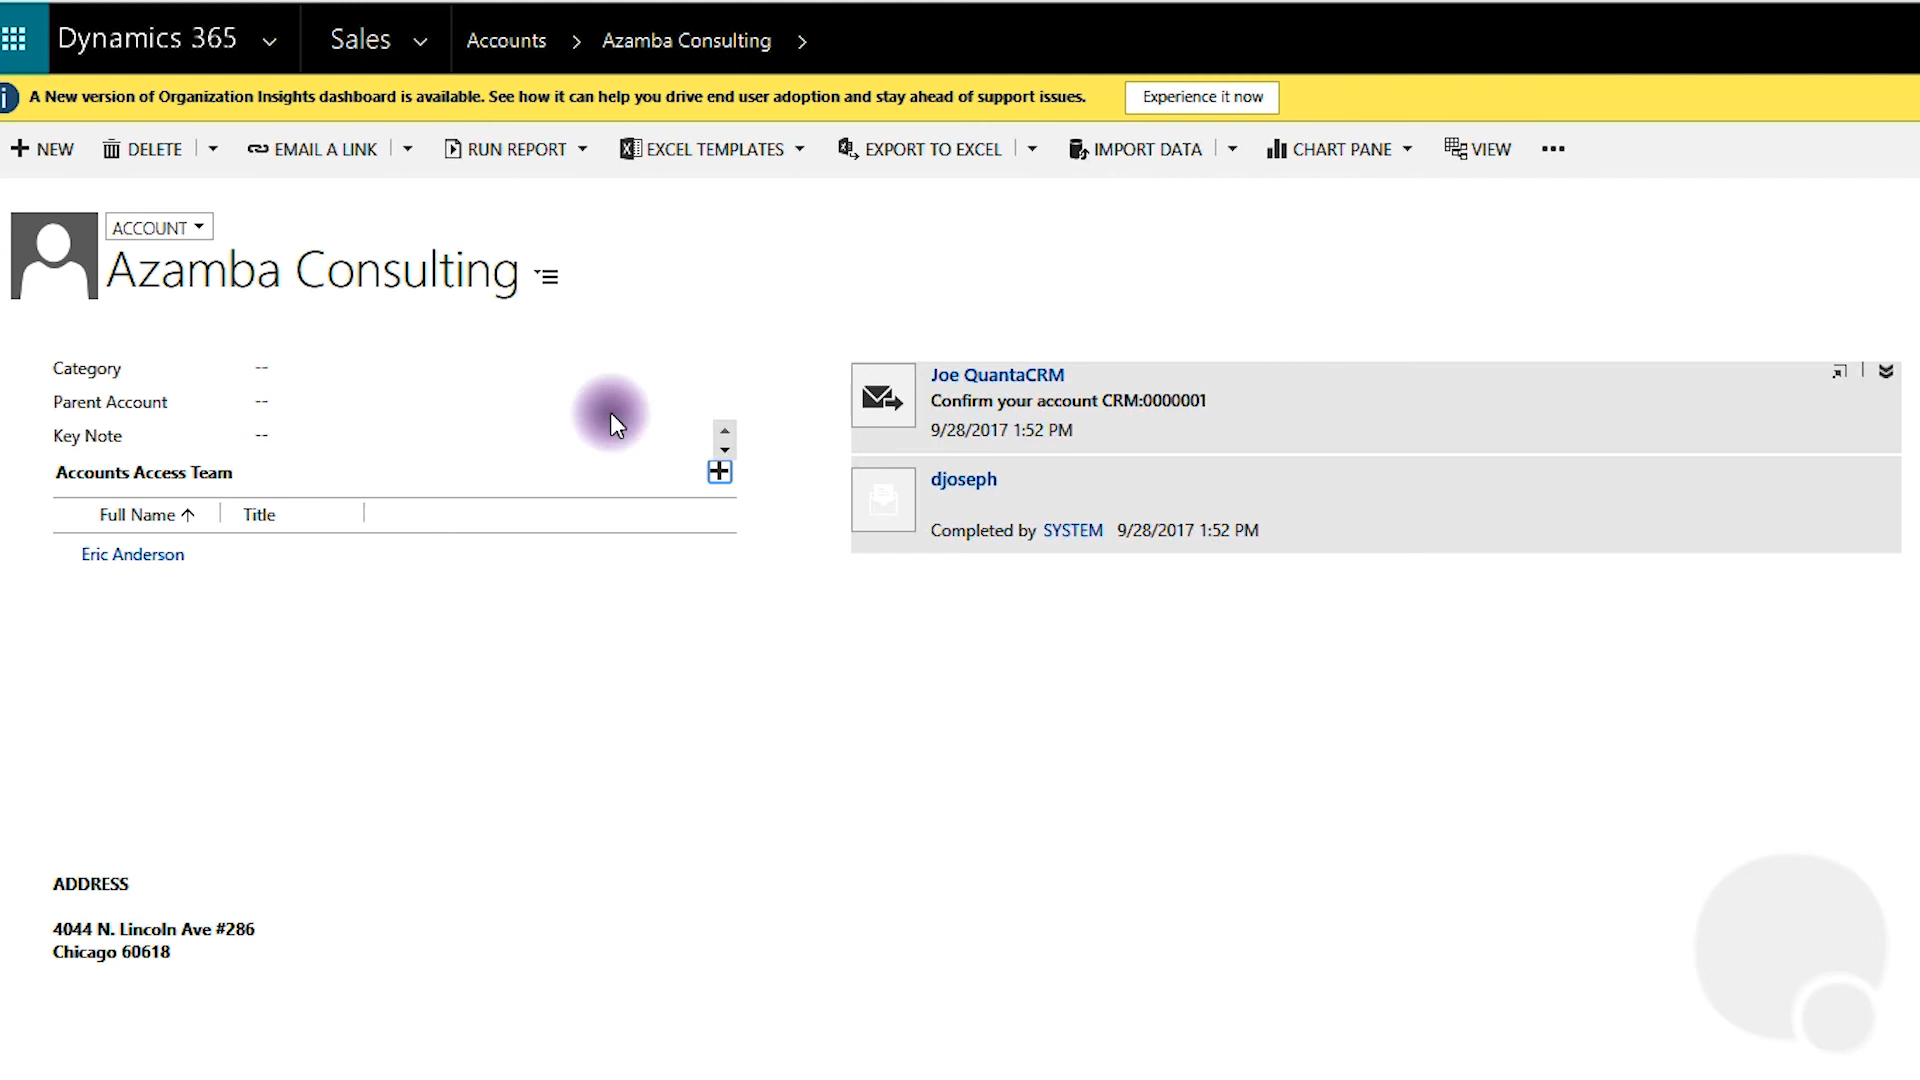 Dynamics 365 Sales Accounts > Azamba Consulting >
i A New version of Organization Insights dashboard is available. See how it can help you drive end user adoption and stay ahead of support issues. Experience it now
+ NEW DELETE EMAIL A LINK RUN REPORT EXCEL TEMPLATES EXPORT TO EXCEL IMPORT DATA CHART PANE VIEW •••
ACCOUNT
Azamba Consulting
Category --
Parent Account --
Key Note --
Accounts Access Team
Full Name ↑ Title
Eric Anderson
Joe QuantaCRM
Confirm your account CRM:0000001
9/28/2017 1:52 PM
djoseph
Completed by SYSTEM 9/28/2017 1:52 PM
ADDRESS
4044 N. Lincoln Ave #286
Chicago 60618